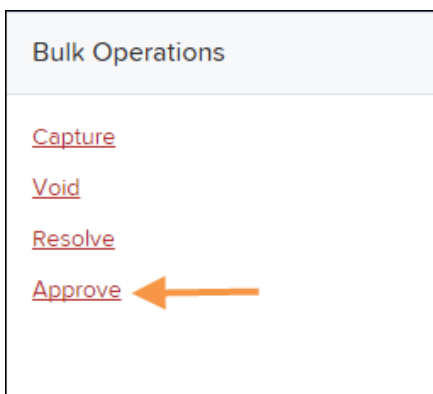 Bulk Operations
Capture
Void
Resolve
Approve